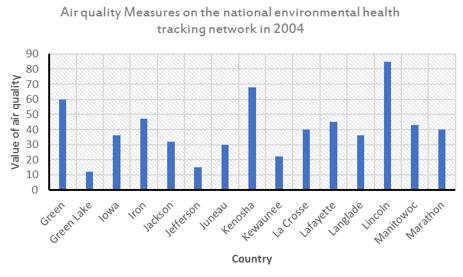 Air quality Measures on the national environmental health
tracking network in 2004
Value of air quality
90
80
70
60
50
40
30
20
10
0
Green
Green Lake
Iowa
Iron
Jackson
Jefferson
Juneau
Kenosha
Kewaunee
La Crosse
Lafayette
Langlade
Lincoln
Manitowoc
Marathon
Country